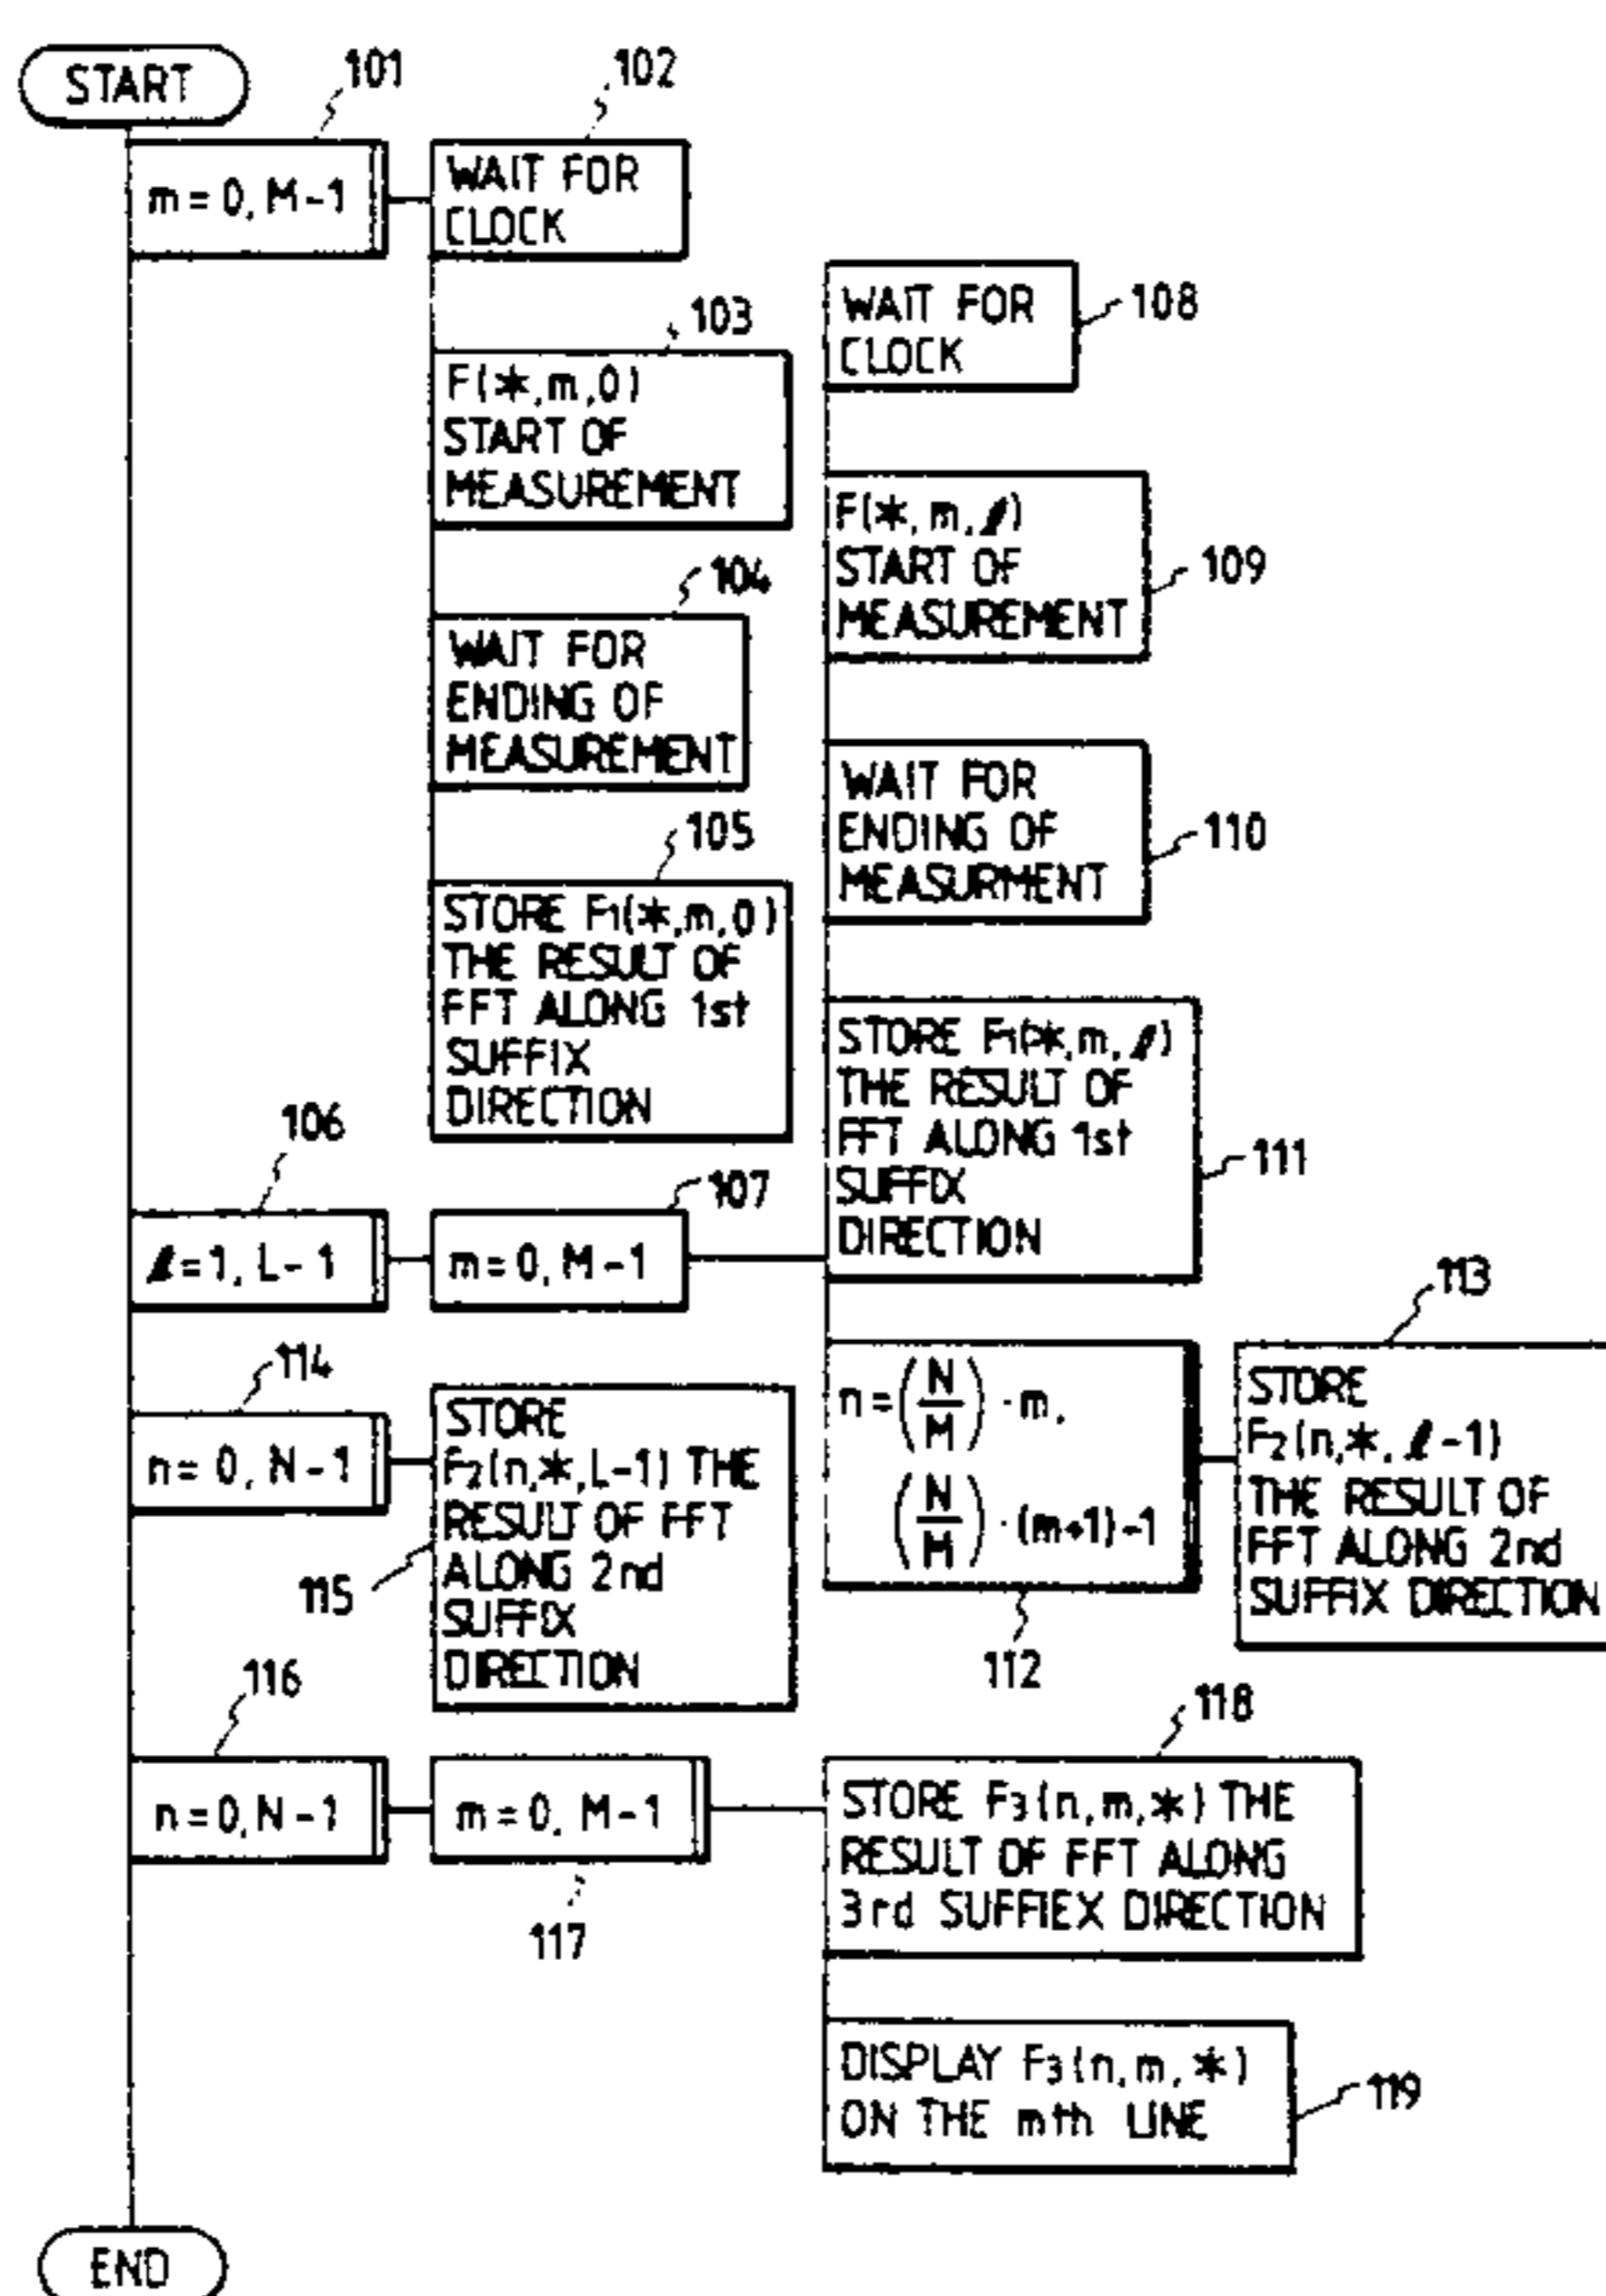 START
101
m = 0, M-1
102
WAIT FOR
CLOCK
103
F(*,m,0)
START OF
MEASUREMENT
104
WAIT FOR
ENDING OF
MEASUREMENT
105
STORE F1(*,m,0)
THE RESULT OF
FFT ALONG 1st
SUFFIX
DIRECTION
106
ℓ=1, L-1
107
m=0, M-1
108
WAIT FOR
CLOCK
109
F(*,m,ℓ)
START OF
MEASUREMENT
110
WAIT FOR
ENDING OF
MEASURMENT
111
STORE F1(*,m,ℓ)
THE RESULT OF
FFT ALONG 1st
SUFFIX
DIRECTION
112
n=(N/M)·m,
(N/M)·(m+1)-1
113
STORE
F2(n,*,ℓ-1)
THE RESULT OF
FFT ALONG 2nd
SUFFIX DIRECTION
114
n=0, N-1
115
STORE
F2(n,*,L-1) THE
RESULT OF FFT
ALONG 2nd
SUFFIX
DIRECTION
116
n=0,N-1
117
m=0, M-1
118
STORE F3(n,m,*) THE
RESULT OF FFT ALONG
3rd SUFFIEX DIRECTION
119
DISPLAY F3(n,m,*)
ON THE mth LINE
END